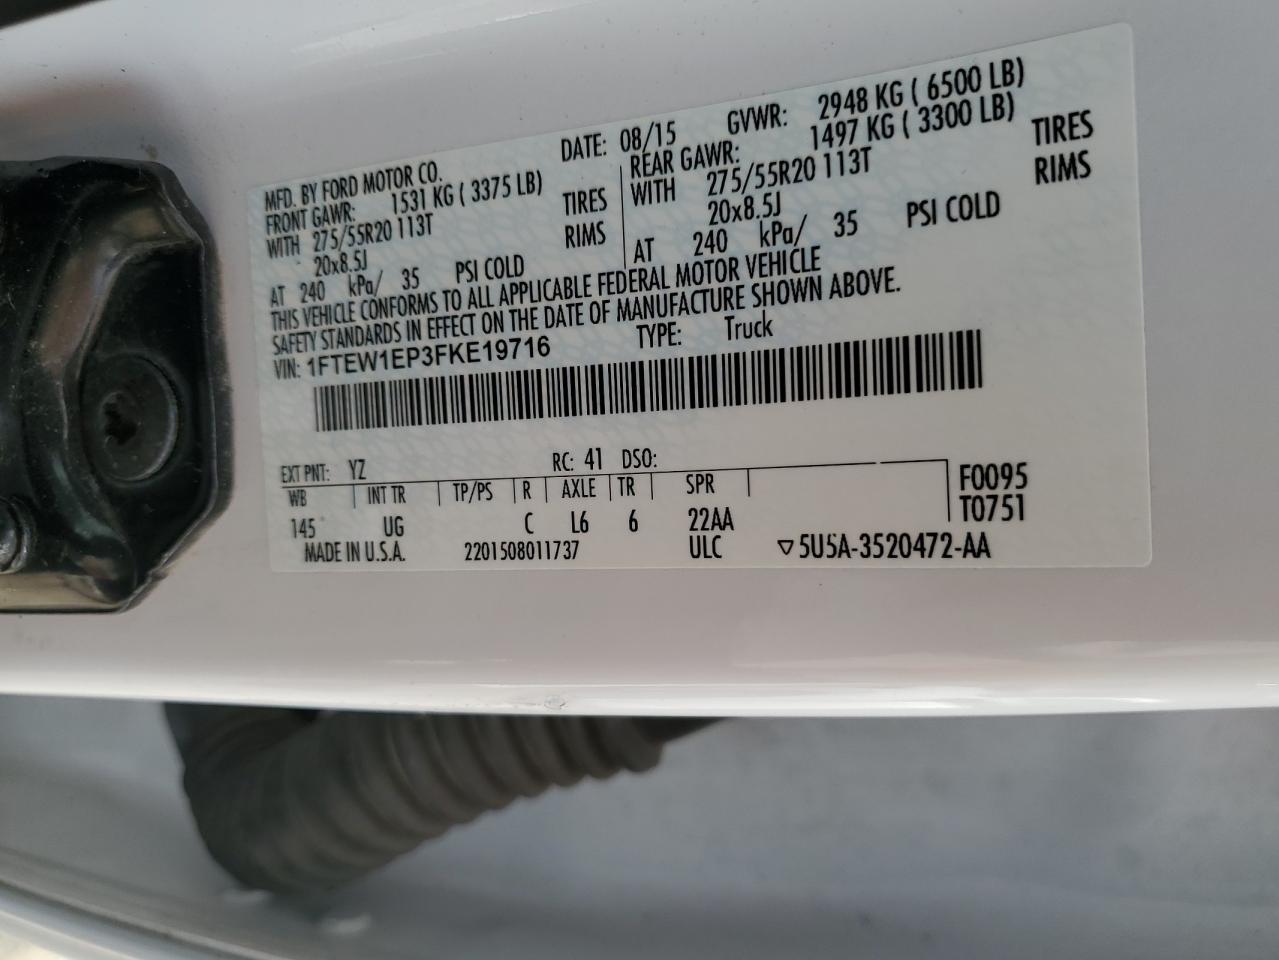 MFD. BY FORD MOTOR CO.
DATE: 08/15
GVWR: 2948 KG ( 6500 LB)
FRONT GAWR: 1531 KG ( 3375 LB)
REAR GAWR: 1497 KG ( 3300 LB)
WITH 275/55R20 113T TIRES
WITH 275/55R20 113T TIRES
20x8.5J RIMS
20x8.5J RIMS
AT 240 kPa/ 35 PSI COLD
AT 240 kPa/ 35 PSI COLD
THIS VEHICLE CONFORMS TO ALL APPLICABLE FEDERAL MOTOR VEHICLE
SAFETY STANDARDS IN EFFECT ON THE DATE OF MANUFACTURE SHOWN ABOVE.
VIN: 1FTEW1EP3FKE19716 TYPE: Truck
EXT PNT: YZ RC: 41 DSO:
WB INT TR TP/PS R AXLE TR SPR
F0095
145 UG C L6 6 22AA
T0751
MADE IN U.S.A. 2201508011737 ULC ▽5U5A-3520472-AA